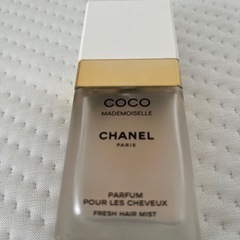 COCO
MADEMOISELLE
CHANEL
PARIS
PARFUM
POUR LES CHEVEUX
FRESH HAIR MIST